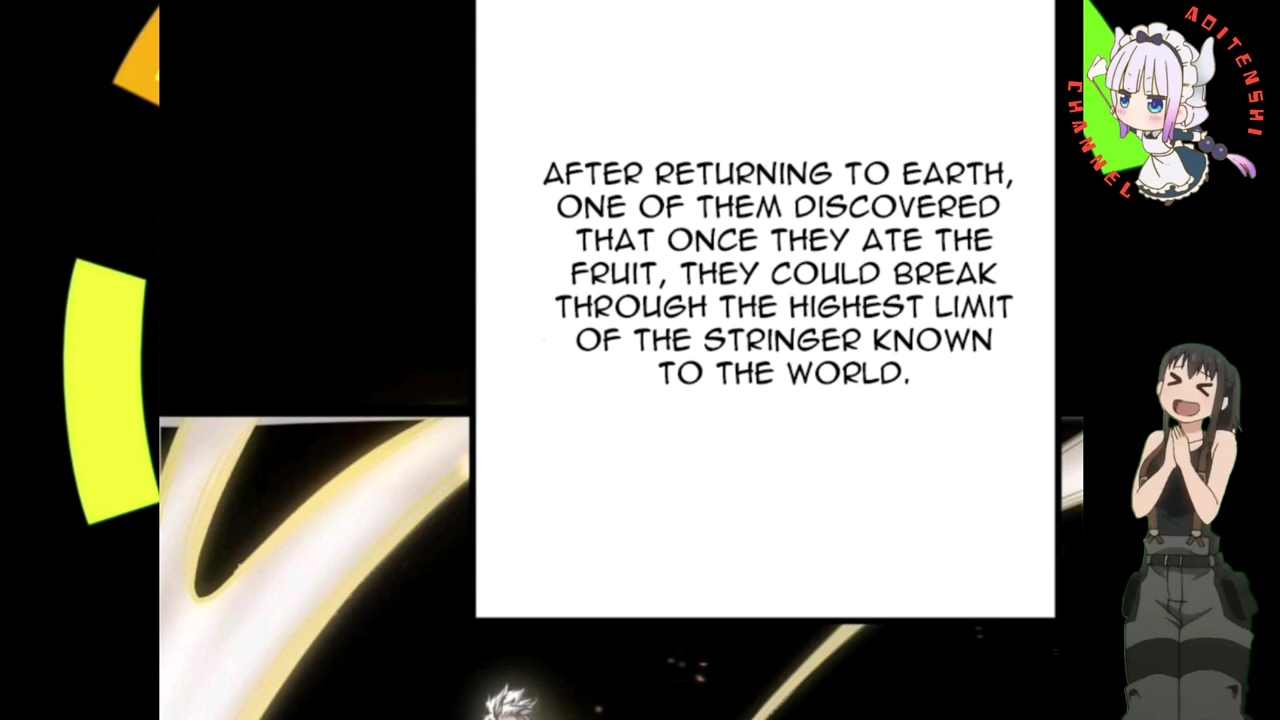 AFTER RETURNING TO EARTH,
ONE OF THEM DISCOVERED
THAT ONCE THEY ATE THE
FRUIT, THEY COULD BREAK
THROUGH THE HIGHEST LIMIT
OF THE STRINGER KNOWN
TO THE WORLD.
AOITENSHI
CHANNEL